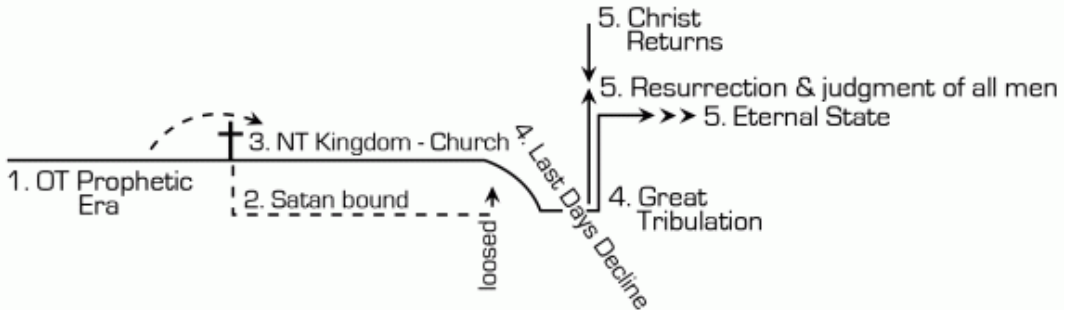 5. Christ
Returns
5. Resurrection & judgment of all men
5. Eternal State
3. NT Kingdom - Church
4. Last Days Decline
1. OT Prophetic
Era
2. Satan bound
loosed
4. Great
Tribulation